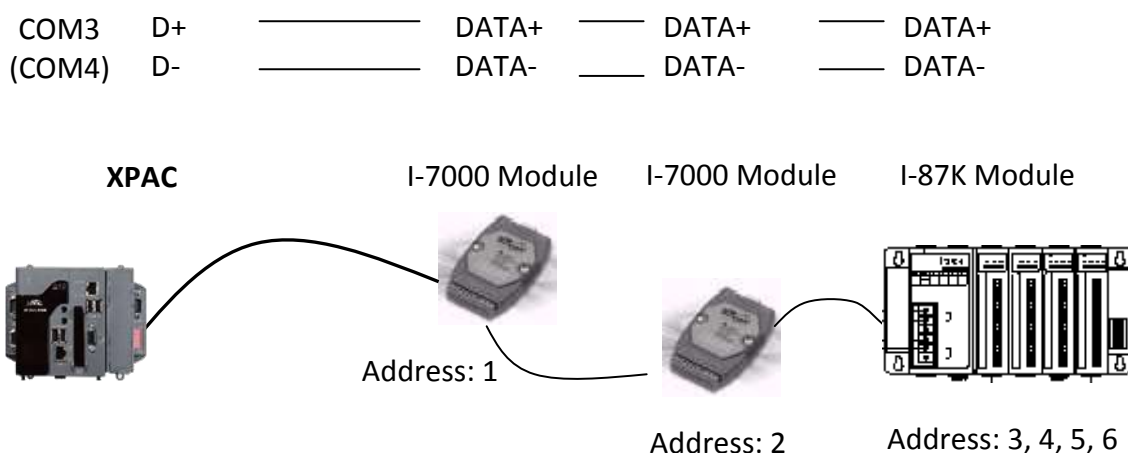 COM3 D+ DATA+ DATA+ DATA+
(COM4) D- DATA- DATA- DATA-
XPAC I-7000 Module I-7000 Module I-87K Module
Address: 1
Address: 2 Address: 3, 4, 5, 6